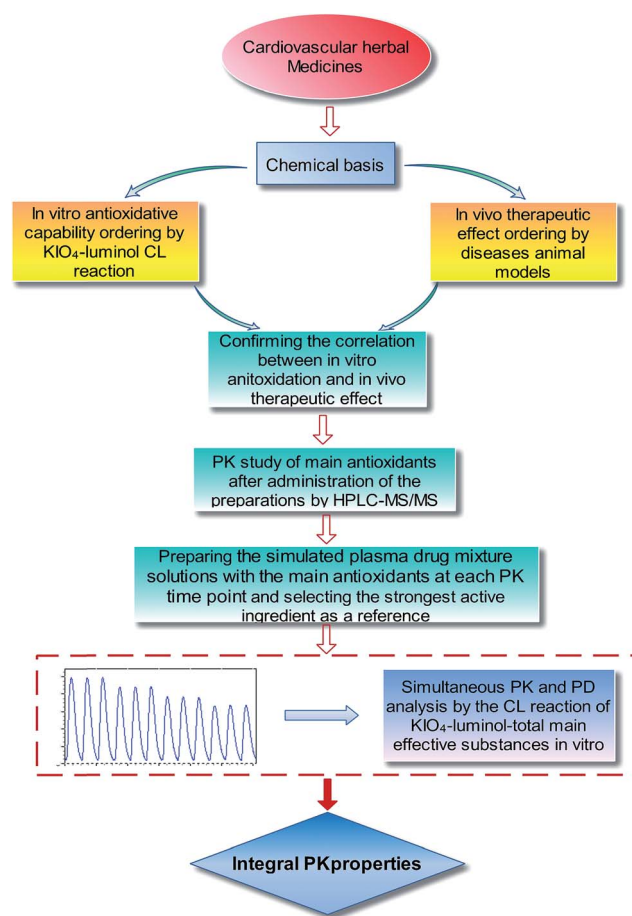 Cardiovascular herbal
Medicines
Chemical basis
In vitro antioxidative
capability ordering by
KIO₄-luminol CL
reaction
In vivo therapeutic
effect ordering by
diseases animal
models
Confirming the correlation
between in vitro
anitoxidation and in vivo
therapeutic effect
PK study of main antioxidants
after administration of the
preparations by HPLC-MS/MS
Preparing the simulated plasma drug mixture
solutions with the main antioxidants at each PK
time point and selecting the strongest active
ingredient as a reference
Simultaneous PK and PD
analysis by the CL reaction of
KIO₄-luminol-total main
effective substances in vitro
Integral PKproperties